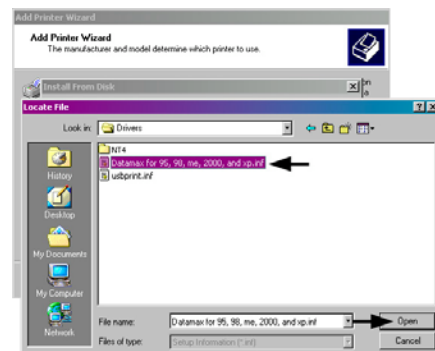 Add Printer Wizard
Add Printer Wizard
The manufacturer and model determine which printer to use.
Install From Disk
Locate File
Look in: Drivers
NT4
Datamax for 95, 98, me, 2000, and xp.inf
usbprint.inf
History
Desktop
My Documents
My Computer
Network
File name: Datamax for 95, 98, me, 2000, and xp.inf Open
Files of type: Setup Information (*.inf) Cancel